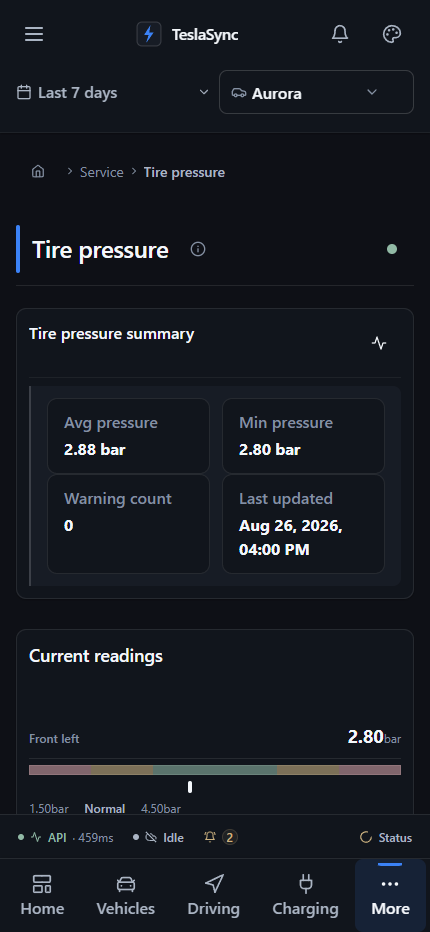 TeslaSync
Last 7 days
Aurora
Service
Tire pressure
Tire pressure
Tire pressure summary
Avg pressure
2.88 bar
Min pressure
2.80 bar
Warning count
0
Last updated
Aug 26, 2026,
04:00 PM
Current readings
Front left
2.80bar
1.50bar Normal 4.50bar
API · 459ms
Idle
2
Status
Home
Vehicles
Driving
Charging
More